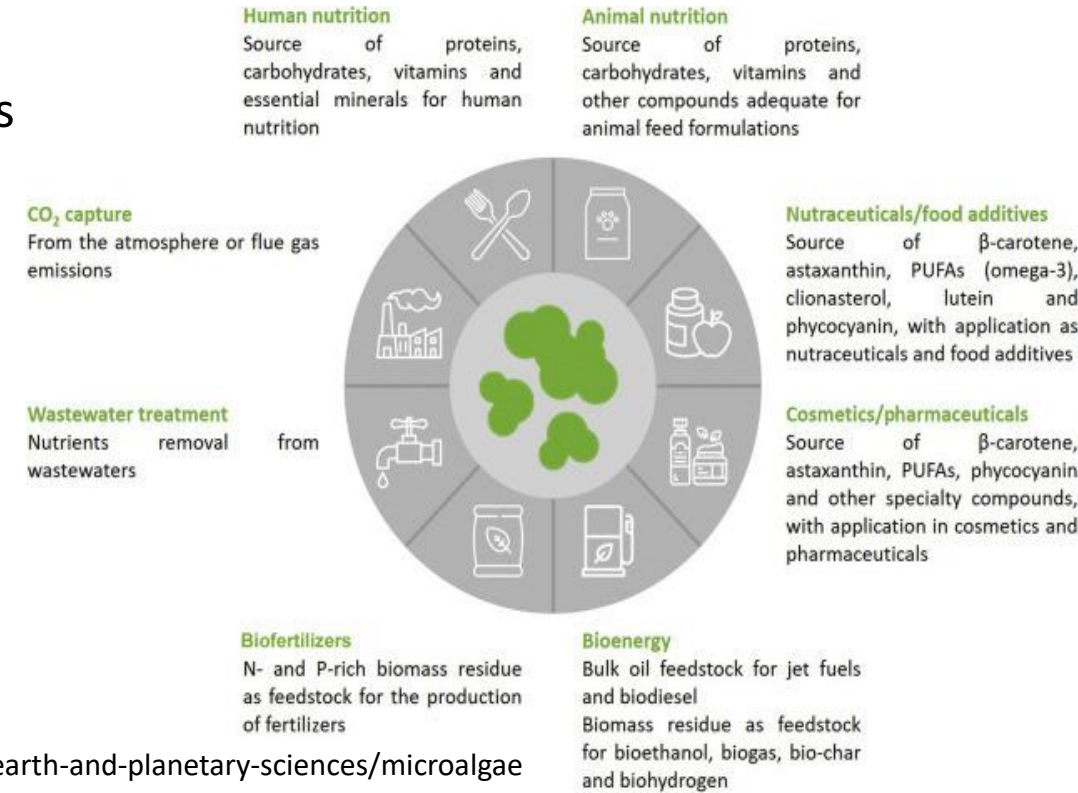 Human nutrition
Source of proteins,
carbohydrates, vitamins and
essential minerals for human
nutrition
Animal nutrition
Source of proteins,
carbohydrates, vitamins and
other compounds adequate for
animal feed formulations
s
CO₂ capture
From the atmosphere or flue gas
emissions
Nutraceuticals/food additives
Source of β-carotene,
astaxanthin, PUFAs (omega-3),
clionasterol, lutein and
phycocyanin, with application as
nutraceuticals and food additives
Wastewater treatment
Nutrients removal from
wastewaters
Cosmetics/pharmaceuticals
Source of β-carotene,
astaxanthin, PUFAs, phycocyanin
and other specialty compounds,
with application in cosmetics and
pharmaceuticals
Biofertilizers
N- and P-rich biomass residue
as feedstock for the production
of fertilizers
Bioenergy
Bulk oil feedstock for jet fuels
and biodiesel
Biomass residue as feedstock
for bioethanol, biogas, bio-char
and biohydrogen
earth-and-planetary-sciences/microalgae